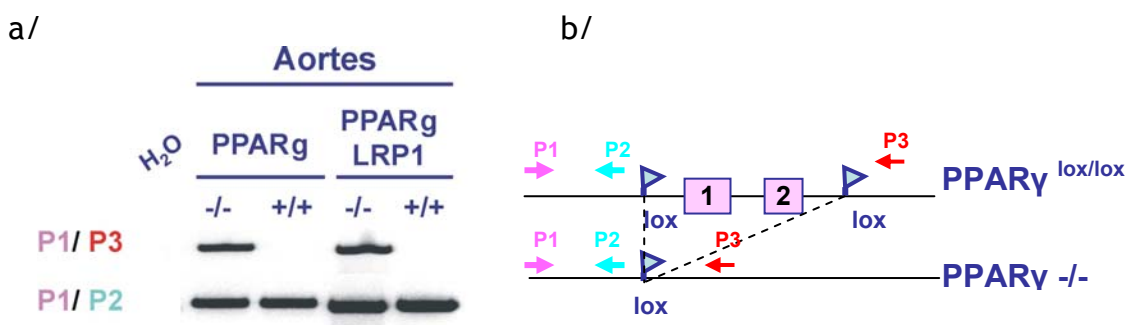 a/
Aortes
H₂O
PPARg
PPARg
LRP1
-/-
+/+
-/-
+/+
P1/ P3
P1/ P2
b/
P1
P2
P3
1
2
lox
lox
PPARγ lox/lox
P1
P2
P3
lox
PPARγ -/-